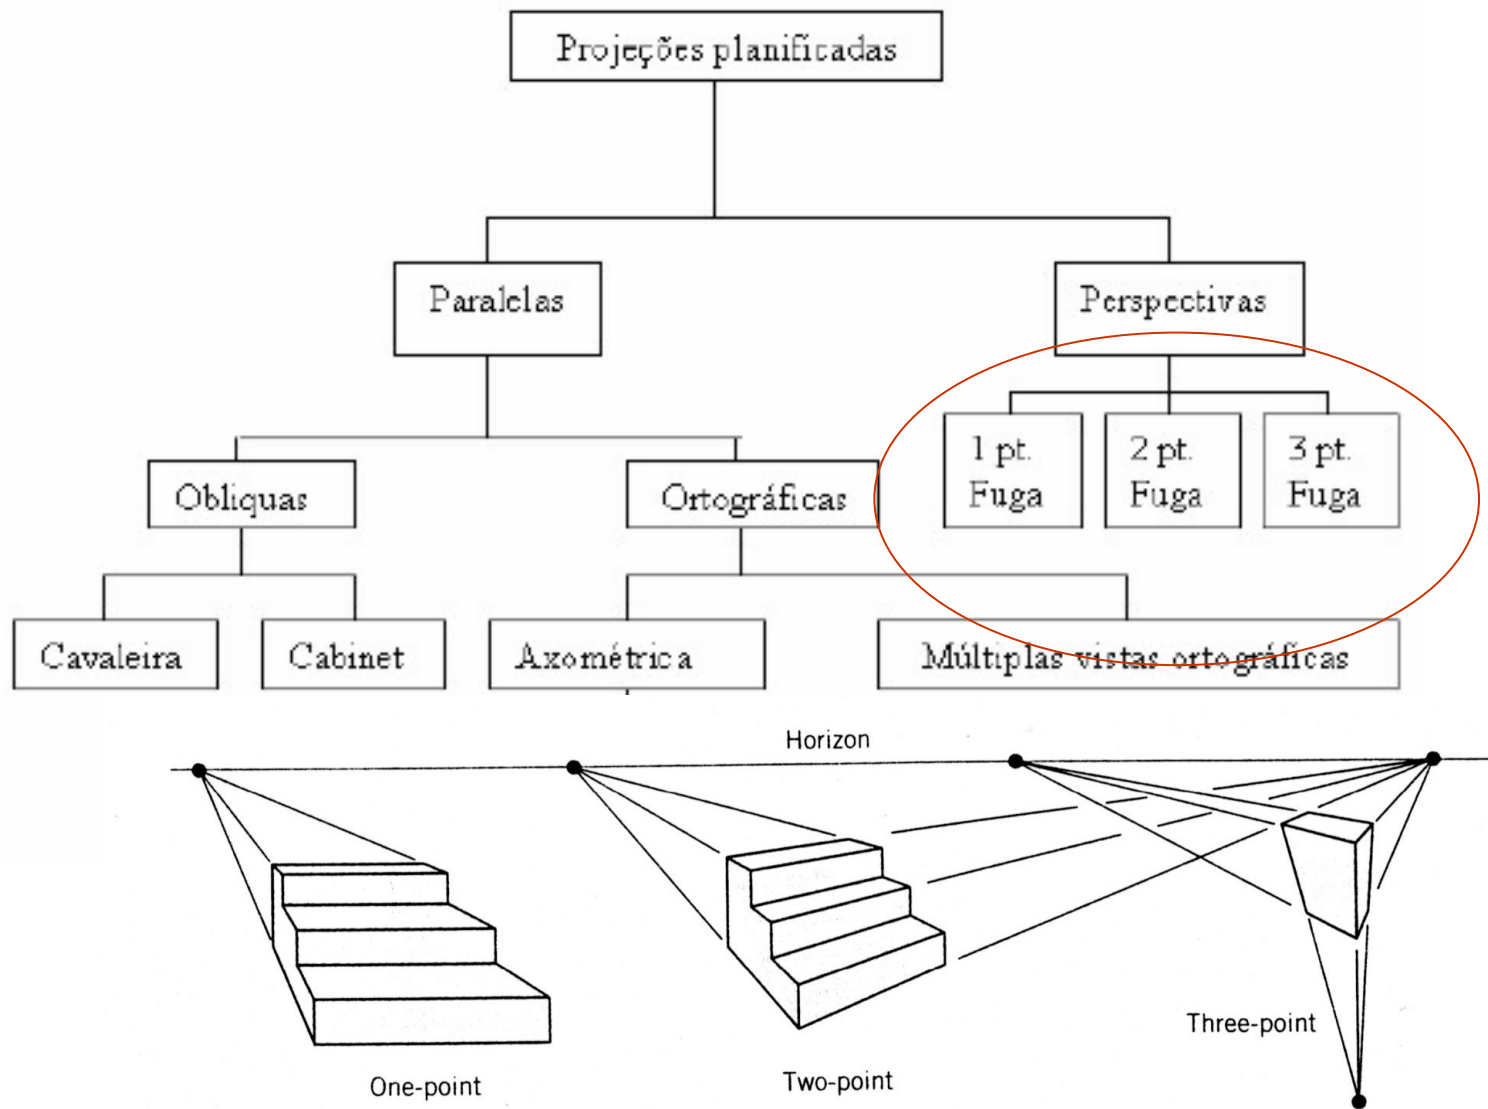 Projeções planificadas
Paralelas
Perspectivas
1 pt.
Fuga
2 pt.
Fuga
3 pt.
Fuga
Obliquas
Ortográficas
Cavaleira
Cabinet
Axométrica
Múltiplas vistas ortográficas
Horizon
One-point
Two-point
Three-point